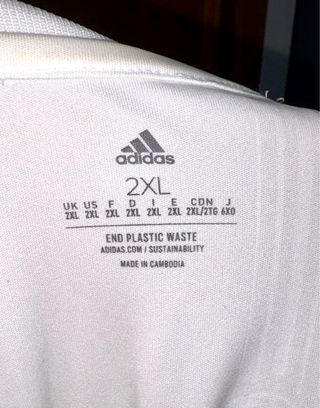 adidas
2XL
UK US F D I E CDN J
2XL 2XL 2XL 2XL 2XL 2XL 2XL/2TG 6XO
END PLASTIC WASTE
ADIDAS.COM / SUSTAINABILITY
MADE IN CAMBODIA